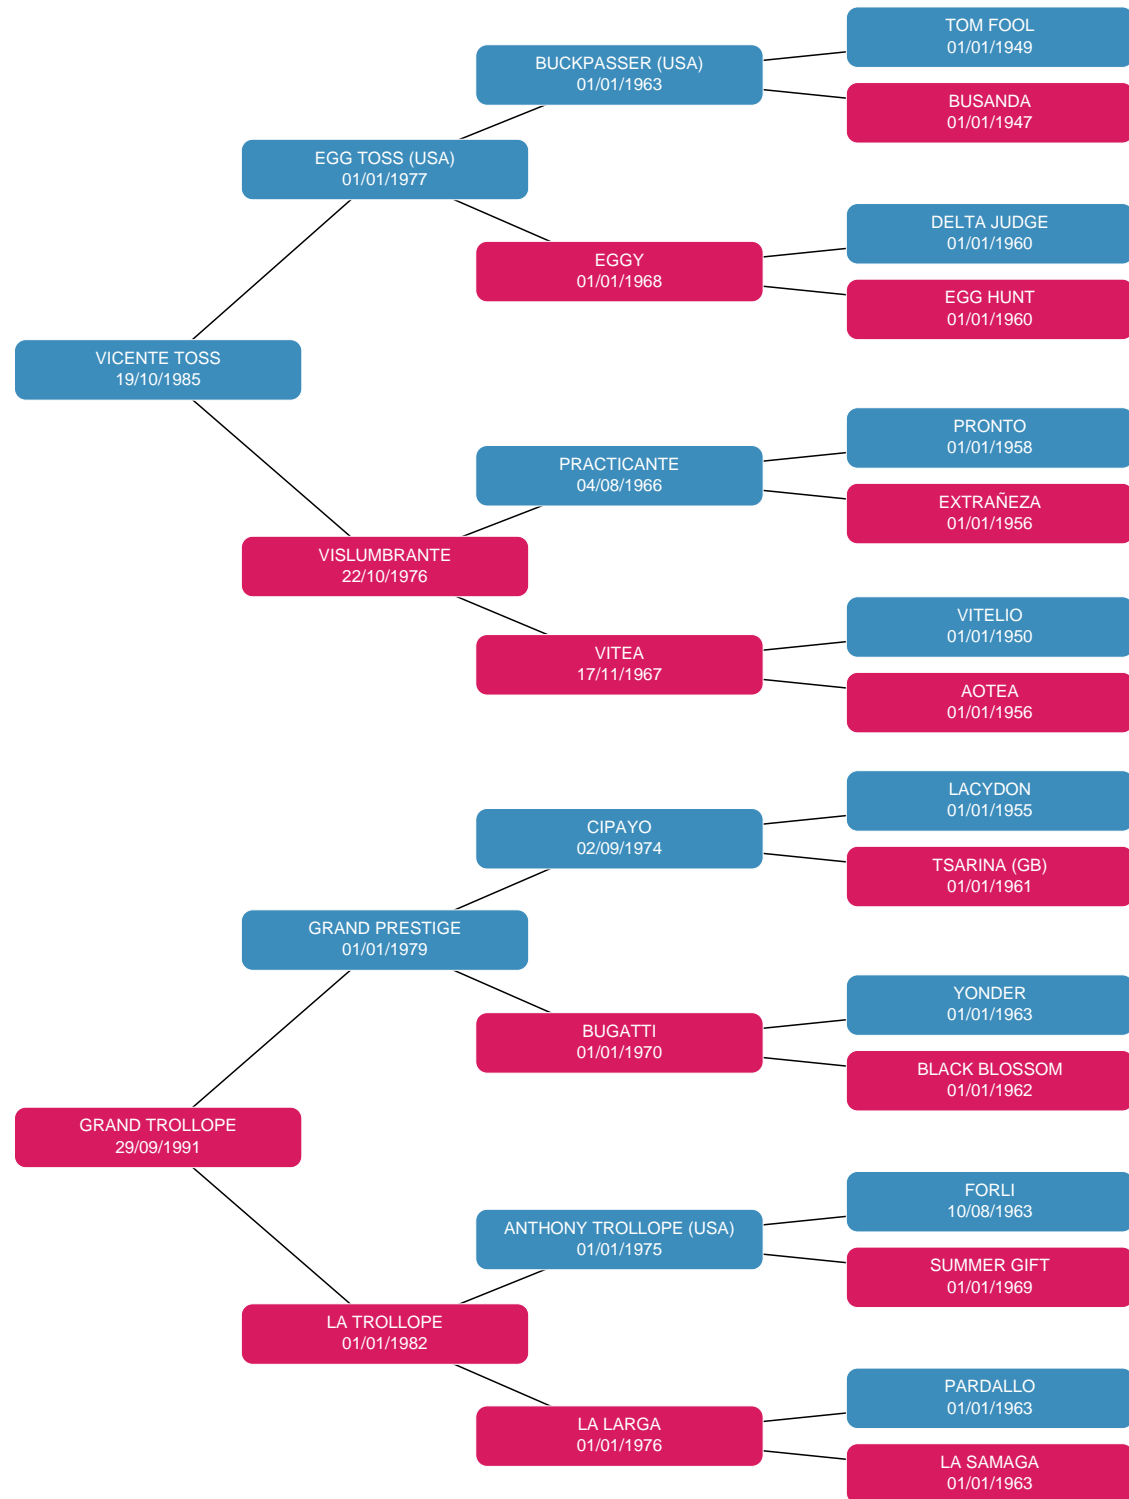 TOM FOOL
01/01/1949
BUCKPASSER (USA)
01/01/1963
BUSANDA
01/01/1947
EGG TOSS (USA)
01/01/1977
DELTA JUDGE
01/01/1960
EGGY
01/01/1968
EGG HUNT
01/01/1960
VICENTE TOSS
19/10/1985
PRONTO
01/01/1958
PRACTICANTE
04/08/1966
EXTRAÑEZA
01/01/1956
VISLUMBRANTE
22/10/1976
VITELIO
01/01/1950
VITEA
17/11/1967
AOTEA
01/01/1956
LACYDON
01/01/1955
CIPAYO
02/09/1974
TSARINA (GB)
01/01/1961
GRAND PRESTIGE
01/01/1979
YONDER
01/01/1963
BUGATTI
01/01/1970
BLACK BLOSSOM
01/01/1962
GRAND TROLLOPE
29/09/1991
FORLI
10/08/1963
ANTHONY TROLLOPE (USA)
01/01/1975
SUMMER GIFT
01/01/1969
LA TROLLOPE
01/01/1982
PARDALLO
01/01/1963
LA LARGA
01/01/1976
LA SAMAGA
01/01/1963